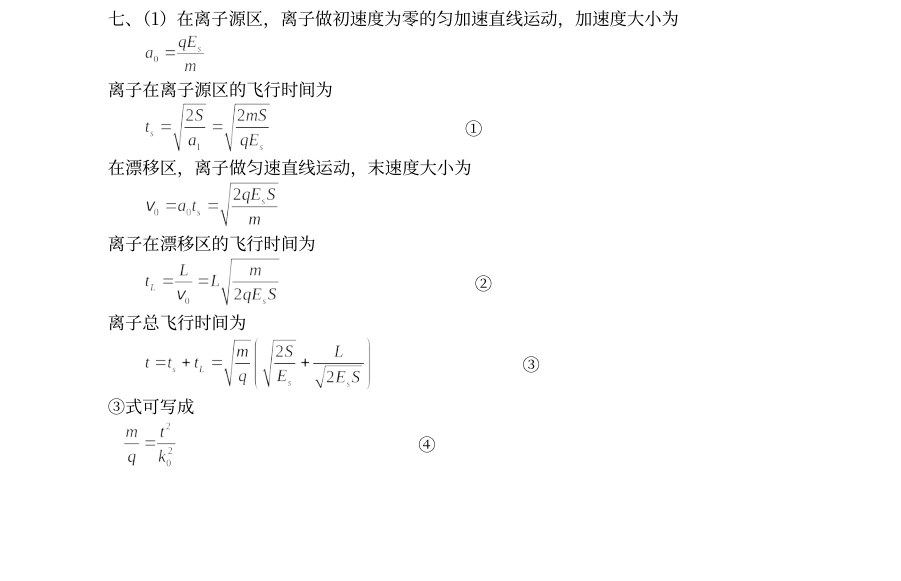 七、（1）在离子源区，离子做初速度为零的匀加速直线运动，加速度大小为
a₀ = qEₛ/m
离子在离子源区的飞行时间为
tₛ = √(2S/a₁) = √(2mS/qEₛ) ①
在漂移区，离子做匀速直线运动，末速度大小为
v₀ = a₀tₛ = √(2qEₛS/m)
离子在漂移区的飞行时间为
t_L = L/v₀ = L√(m/2qEₛS) ②
离子总飞行时间为
t = tₛ + t_L = √(m/q) (√(2S/Eₛ) + L/√(2EₛS)) ③
③式可写成
m/q = t²/k₀² ④